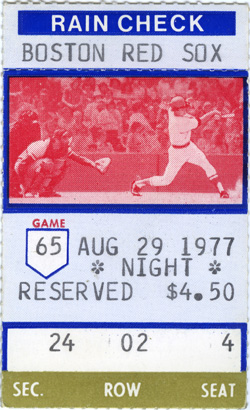 RAIN CHECK
BOSTON RED SOX
GAME
65 AUG 29 1977
* NIGHT *
RESERVED $4.50
24 02 4
SEC. ROW SEAT